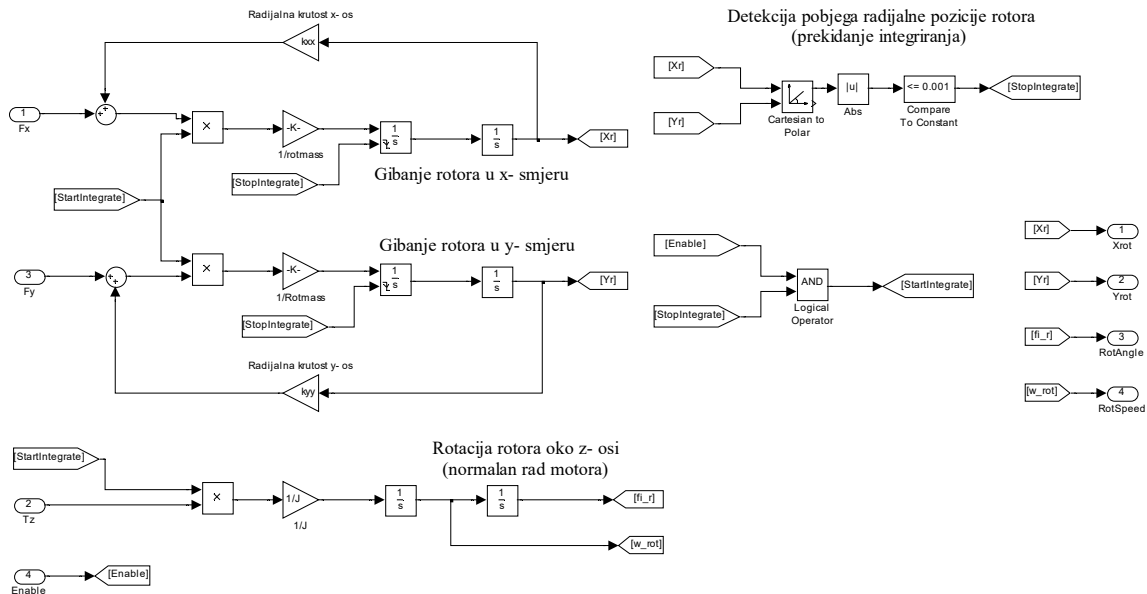 Radijalna krutost x- os
kxx
1
Fx
×
-K-
1/rotmass
1
s
1
s
[Xr]
[StopIntegrate]
Gibanje rotora u x- smjeru
[StartIntegrate]
Gibanje rotora u y- smjeru
3
Fy
×
-K-
1/Rotmass
1
s
1
s
[Yr]
[StopIntegrate]
Radijalna krutost y- os
kyy
Rotacija rotora oko z- osi
(normalan rad motora)
[StartIntegrate]
2
Tz
×
1/J
1/J
1
s
1
s
[fi_r]
[w_rot]
4
Enable
[Enable]
Detekcija pobjega radijalne pozicije rotora
(prekidanje integriranja)
[Xr]
[Yr]
Cartesian to
Polar
|u|
Abs
<= 0.001
Compare
To Constant
[StopIntegrate]
[Enable]
[StopIntegrate]
AND
Logical
Operator
[StartIntegrate]
[Xr]
1
Xrot
[Yr]
2
Yrot
[fi_r]
3
RotAngle
[w_rot]
4
RotSpeed